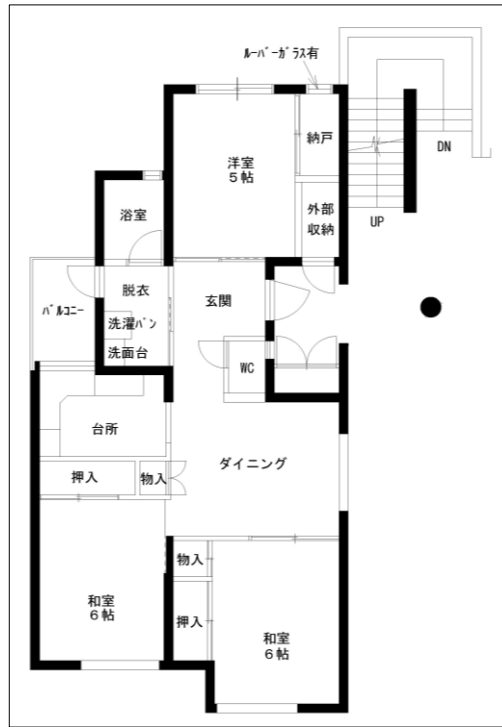 ルーバーガラス有
納戸
洋室
5帖
DN
外部
収納
UP
浴室
脱衣
玄関
バルコニー
洗濯パン
洗面台
WC
台所
ダイニング
押入
物入
物入
和室
6帖
押入
和室
6帖